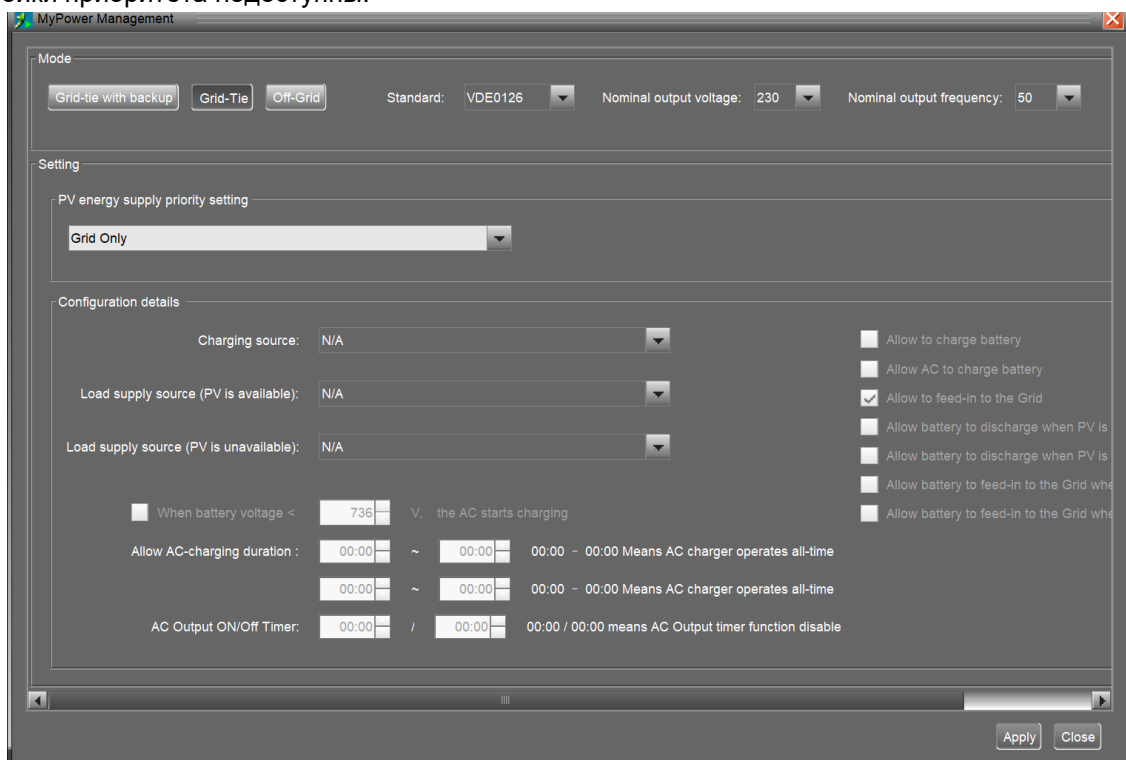 ойки приоритета недоступны.
MyPower Management
Mode
Grid-tie with backup Grid-Tie Off-Grid Standard: VDE0126 Nominal output voltage: 230 Nominal output frequency: 50
Setting
PV energy supply priority setting
Grid Only
Configuration details
Charging source: N/A Allow to charge battery
Allow AC to charge battery
Load supply source (PV is available): N/A Allow to feed-in to the Grid
Allow battery to discharge when PV is
Load supply source (PV is unavailable): N/A Allow battery to discharge when PV is
Allow battery to feed-in to the Grid whe
When battery voltage < 736 V, the AC starts charging Allow battery to feed-in to the Grid whe
Allow AC-charging duration : 00:00 ~ 00:00 00:00 - 00:00 Means AC charger operates all-time
00:00 ~ 00:00 00:00 - 00:00 Means AC charger operates all-time
AC Output ON/Off Timer: 00:00 / 00:00 00:00 / 00:00 means AC Output timer function disable
Apply Close